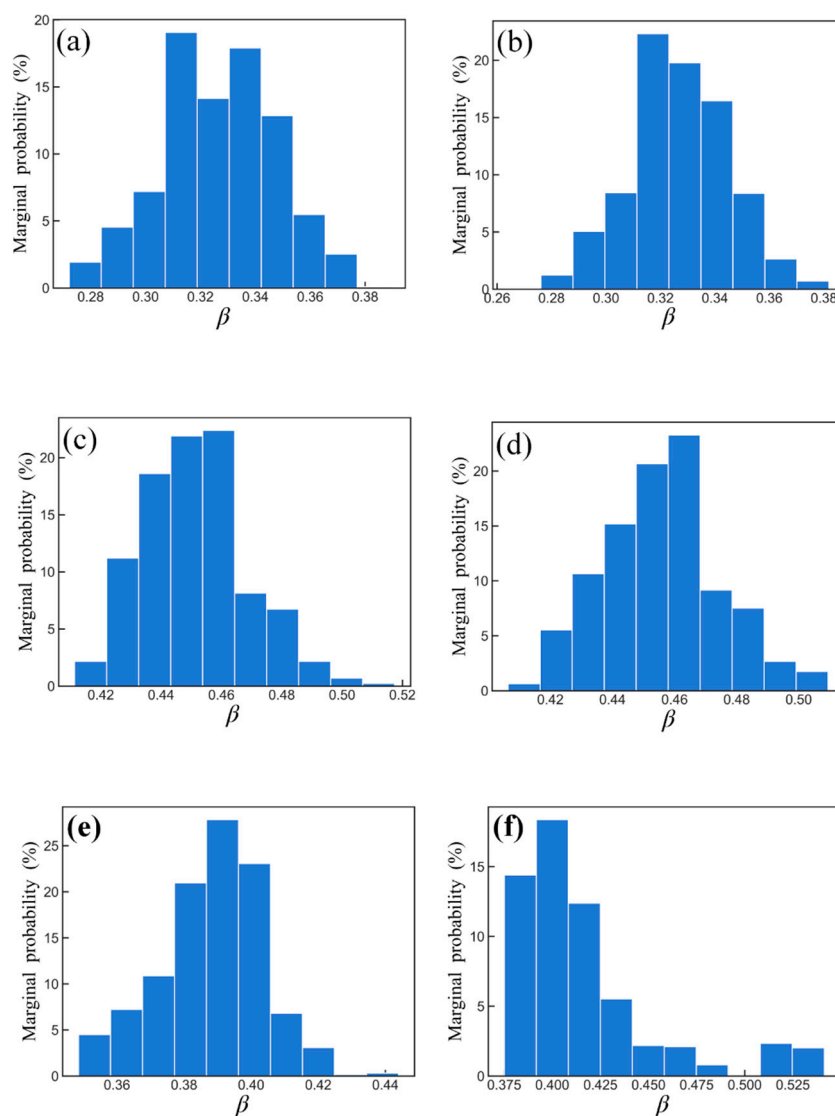 (a)
Marginal probability (%)
20
15
10
5
0
0.28 0.30 0.32 0.34 0.36 0.38
β
(b)
Marginal probability (%)
20
15
10
5
0
0.26 0.28 0.30 0.32 0.34 0.36 0.38
β
(c)
Marginal probability (%)
20
15
10
5
0
0.42 0.44 0.46 0.48 0.50 0.52
β
(d)
Marginal probability (%)
20
15
10
5
0
0.42 0.44 0.46 0.48 0.50
β
(e)
Marginal probability (%)
25
20
15
10
5
0
0.36 0.38 0.40 0.42 0.44
β
(f)
Marginal probability (%)
15
10
5
0
0.375 0.400 0.425 0.450 0.475 0.500 0.525
β